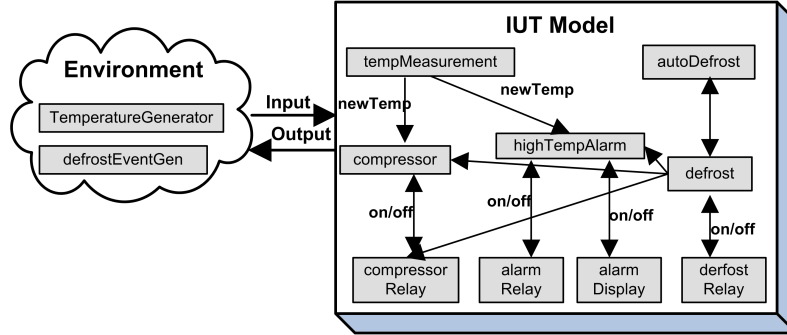 IUT Model
Environment
tempMeasurement
autoDefrost
TemperatureGenerator
Input
newTemp
newTemp
Output
highTempAlarm
defrostEventGen
compressor
defrost
on/off
on/off
on/off
on/off
compressor
Relay
alarm
Relay
alarm
Display
derfost
Relay